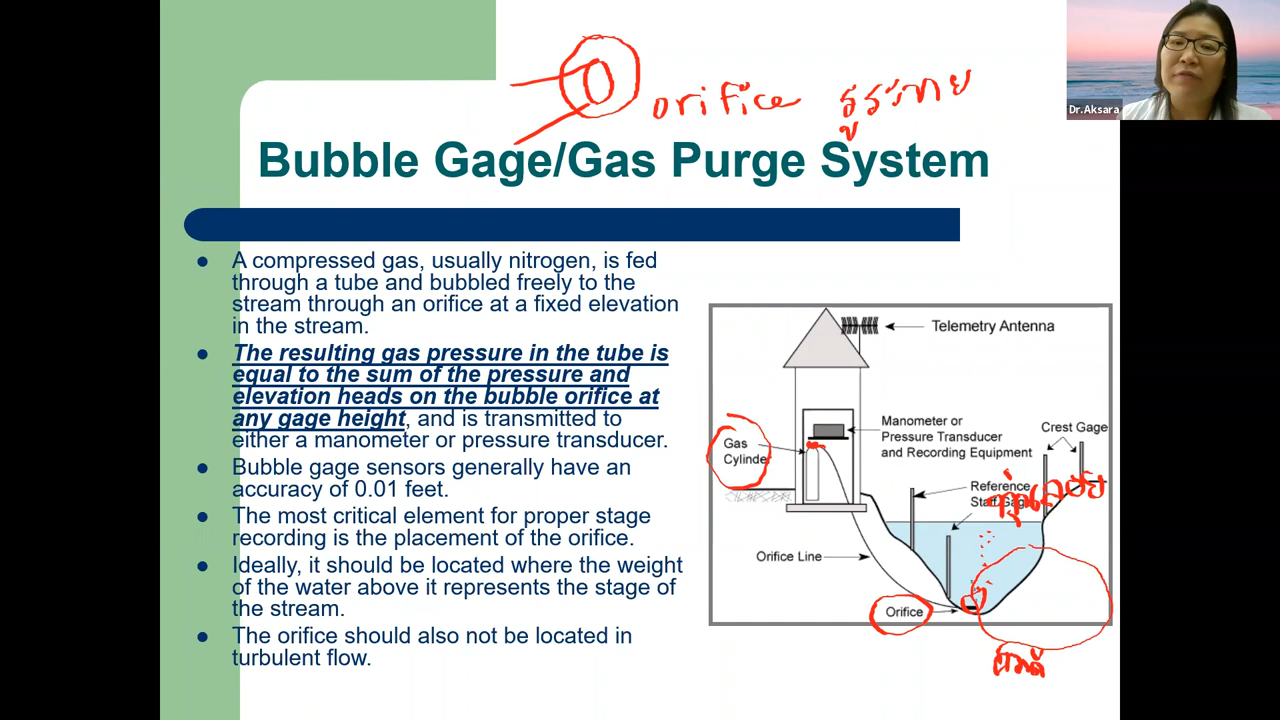 Dr.Aksara
orifice รูระบาย
Bubble Gage/Gas Purge System
A compressed gas, usually nitrogen, is fed
through a tube and bubbled freely to the
stream through an orifice at a fixed elevation
in the stream.
The resulting gas pressure in the tube is
equal to the sum of the pressure and
elevation heads on the bubble orifice at
any gage height, and is transmitted to
either a manometer or pressure transducer.
Bubble gage sensors generally have an
accuracy of 0.01 feet.
The most critical element for proper stage
recording is the placement of the orifice.
Ideally, it should be located where the weight
of the water above it represents the stage of
the stream.
The orifice should also not be located in
turbulent flow.
Telemetry Antenna
Manometer or
Pressure Transducer
and Recording Equipment
Crest Gage
Gas
Cylinder
Reference
Staff Gage
Orifice Line
Orifice